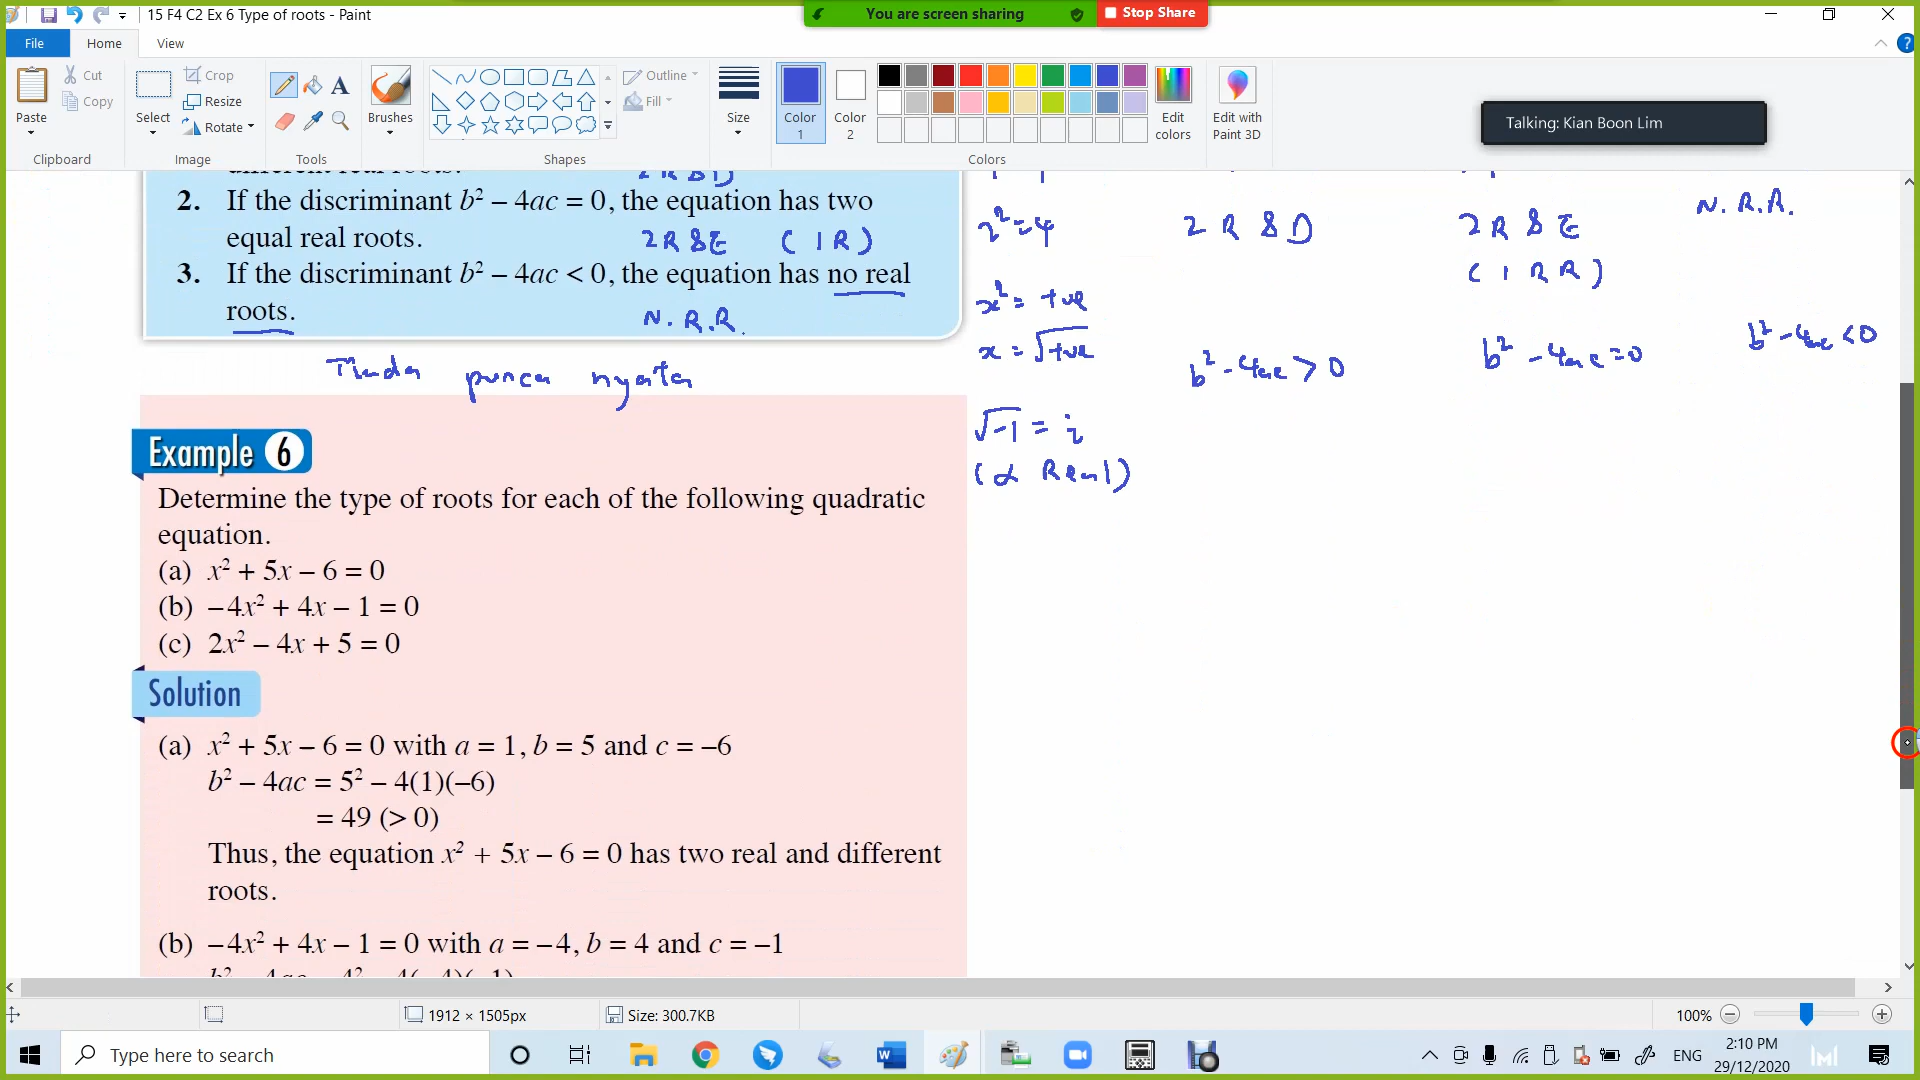 15 F4 C2 Ex 6 Type of roots - Paint
You are screen sharing
Stop Share
File
Home
View
Paste
Cut
Copy
Clipboard
Select
Crop
Resize
Rotate
Image
Tools
Brushes
Shapes
Outline
Fill
Size
Color 1
Color 2
Edit colors
Edit with Paint 3D
Colors
Talking: Kian Boon Lim
different real roots.
2. If the discriminant b² – 4ac = 0, the equation has two
equal real roots.
2R & E (1R)
3. If the discriminant b² – 4ac < 0, the equation has no real
roots.
N.R.R.
Tiada punca nyata
2² = 4
x² = +ve
x = √+ve
√-1 = i
2 R & D
b² - 4ac > 0
2 R & E
(1 R R)
b² - 4ac = 0
N.R.R.
b² - 4ac < 0
Example 6
Determine the type of roots for each of the following quadratic
equation.
(a) x² + 5x – 6 = 0
(b) –4x² + 4x – 1 = 0
(c) 2x² – 4x + 5 = 0
Solution
(a) x² + 5x – 6 = 0 with a = 1, b = 5 and c = –6
b² – 4ac = 5² – 4(1)(–6)
= 49 (> 0)
Thus, the equation x² + 5x – 6 = 0 has two real and different
roots.
(b) –4x² + 4x – 1 = 0 with a = –4, b = 4 and c = –1
b² – 4ac = 4² – 4(–4)(–1)
1912 × 1505px
Size: 300.7KB
100%
Type here to search
ENG
2:10 PM
29/12/2020